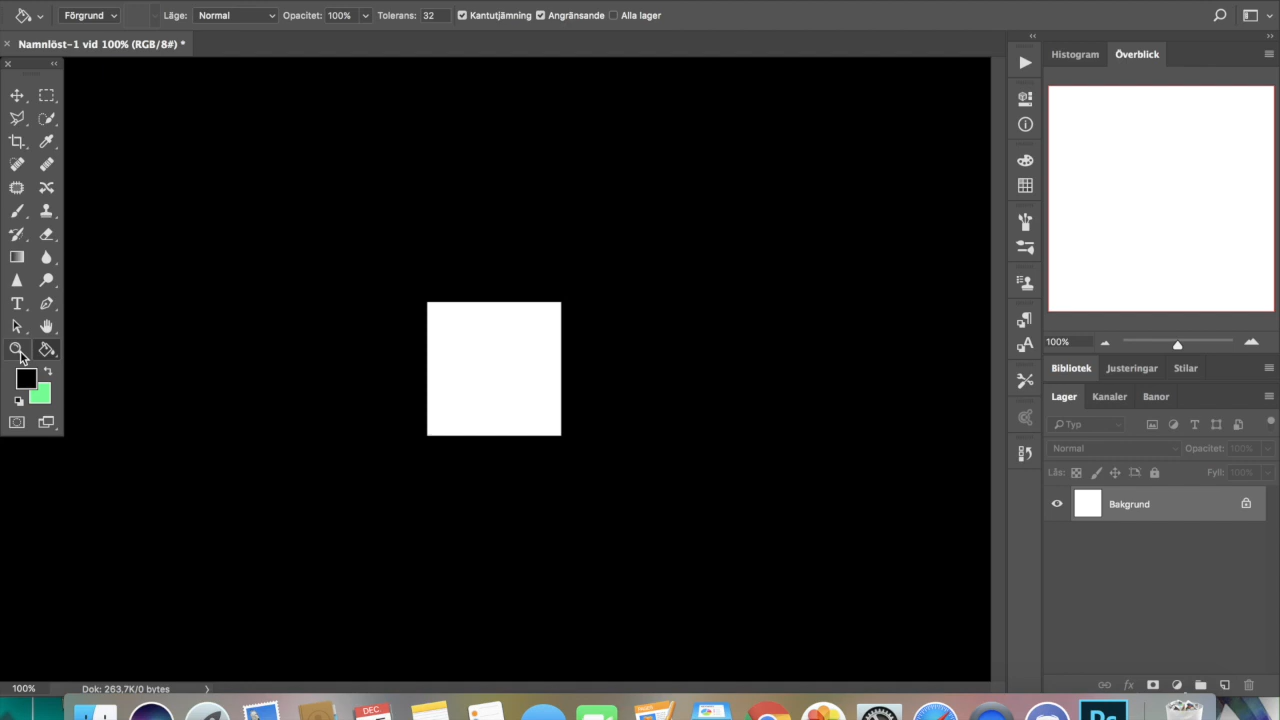 Förgrund Läge: Normal Opacitet: 100% Tolerans: 32 Kantutjämning Angränsande Alla lager
Namnlöst-1 vid 100% (RGB/8#) *
Histogram Överblick
100%
Bibliotek Justeringar Stilar
Lager Kanaler Banor
Typ
Normal Opacitet: 100%
Lås: Fyll: 100%
Bakgrund
100% Dok: 263,7K/0 bytes
DEC
Ps